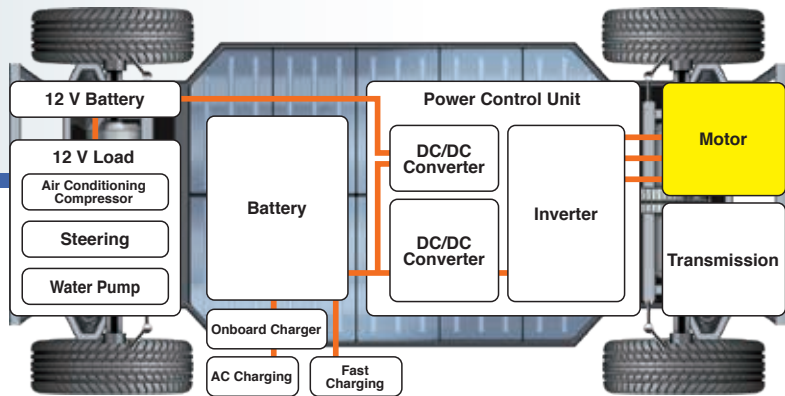 12 V Battery
12 V Load
Air Conditioning
Compressor
Steering
Water Pump
Battery
Onboard Charger
AC Charging
Fast
Charging
Power Control Unit
DC/DC
Converter
DC/DC
Converter
Inverter
Motor
Transmission